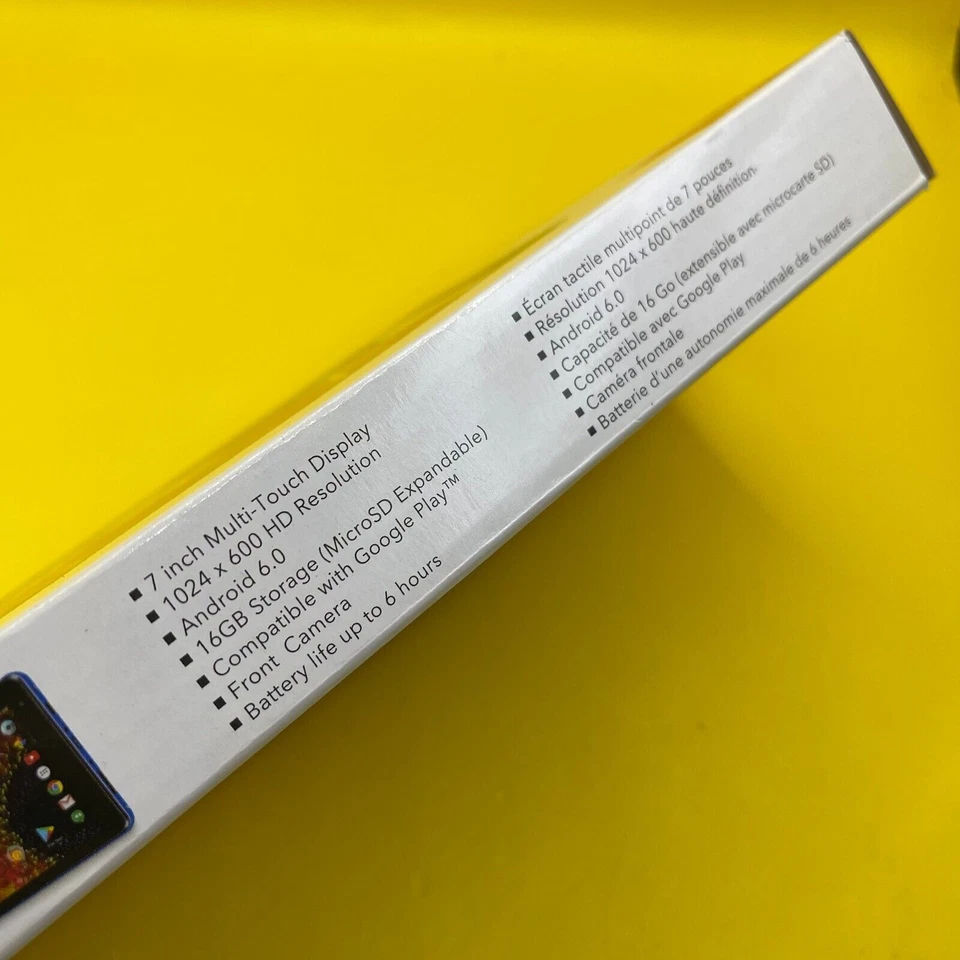 ▪ 7 inch Multi-Touch Display
▪ 1024 x 600 HD Resolution
▪ Android 6.0
▪ 16GB Storage (MicroSD Expandable)
▪ Compatible with Google Play™
▪ Front Camera
▪ Battery life up to 6 hours
▪ Écran tactile multipoint de 7 pouces
▪ Résolution 1024 x 600 haute définition
▪ Android 6.0
▪ Capacité de 16 Go (extensible avec microcarte SD)
▪ Compatible avec Google Play
▪ Caméra frontale
▪ Batterie d'une autonomie maximale de 6 heures